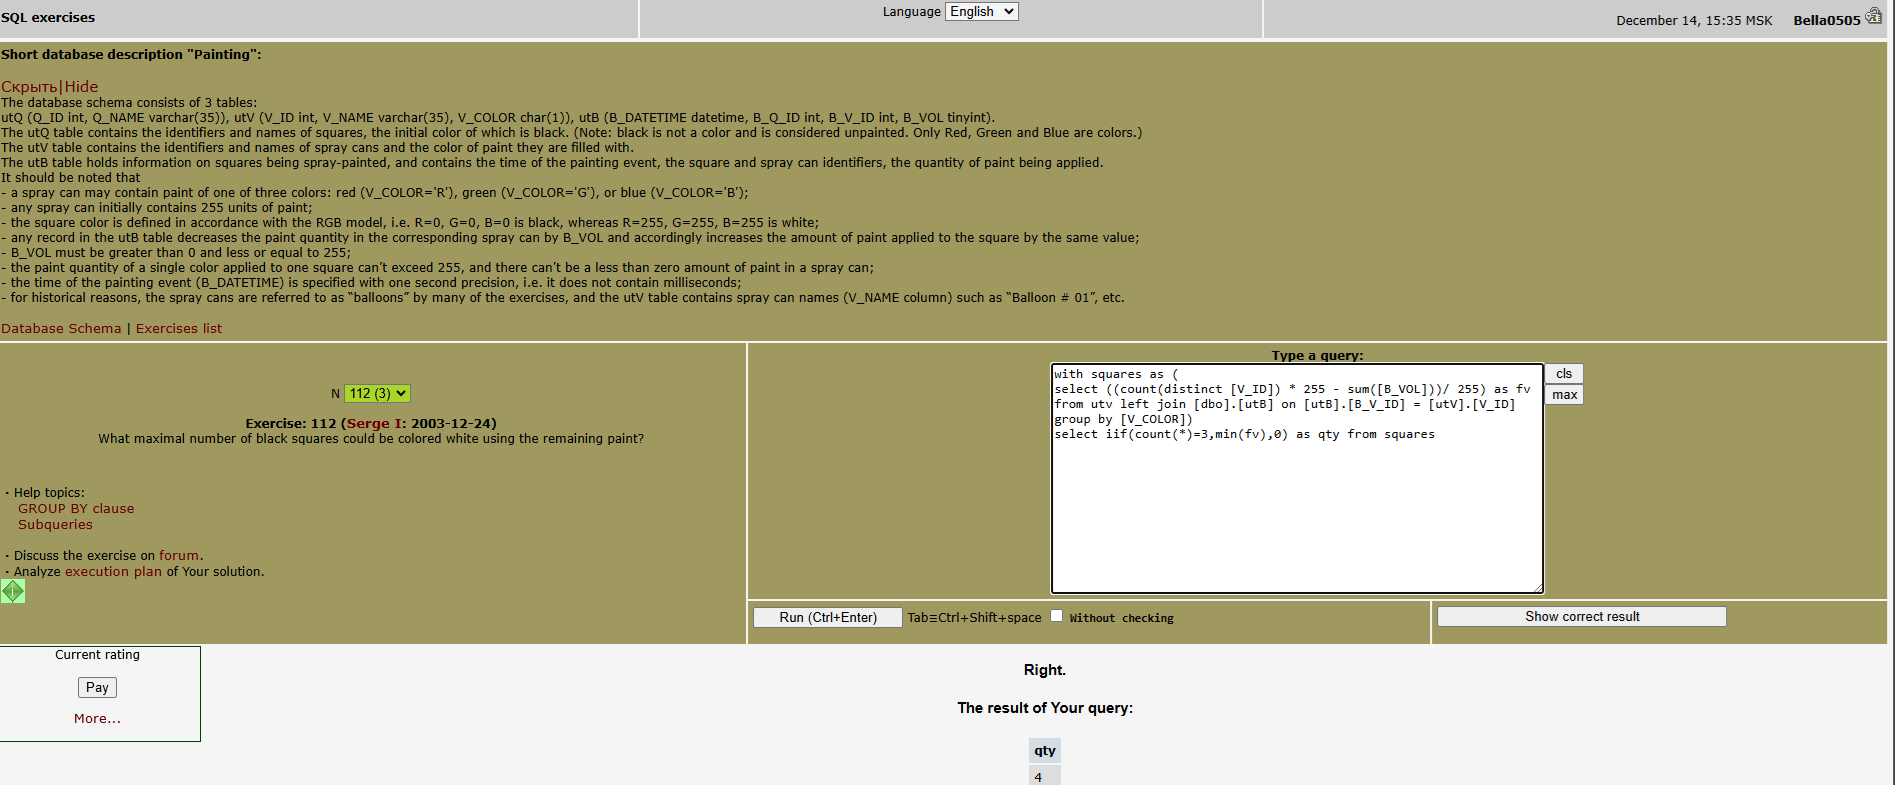 SQL exercises
Language English
December 14, 15:35 MSK Bella0505
Short database description "Painting":
Скрыть|Hide
The database schema consists of 3 tables:
utQ (Q_ID int, Q_NAME varchar(35)), utV (V_ID int, V_NAME varchar(35), V_COLOR char(1)), utB (B_DATETIME datetime, B_Q_ID int, B_V_ID int, B_VOL tinyint).
The utQ table contains the identifiers and names of squares, the initial color of which is black. (Note: black is not a color and is considered unpainted. Only Red, Green and Blue are colors.)
The utV table contains the identifiers and names of spray cans and the color of paint they are filled with.
The utB table holds information on squares being spray-painted, and contains the time of the painting event, the square and spray can identifiers, the quantity of paint being applied.
It should be noted that
- a spray can may contain paint of one of three colors: red (V_COLOR='R'), green (V_COLOR='G'), or blue (V_COLOR='B');
- any spray can initially contains 255 units of paint;
- the square color is defined in accordance with the RGB model, i.e. R=0, G=0, B=0 is black, whereas R=255, G=255, B=255 is white;
- any record in the utB table decreases the paint quantity in the corresponding spray can by B_VOL and accordingly increases the amount of paint applied to the square by the same value;
- B_VOL must be greater than 0 and less or equal to 255;
- the paint quantity of a single color applied to one square can’t exceed 255, and there can’t be a less than zero amount of paint in a spray can;
- the time of the painting event (B_DATETIME) is specified with one second precision, i.e. it does not contain milliseconds;
- for historical reasons, the spray cans are referred to as “balloons” by many of the exercises, and the utV table contains spray can names (V_NAME column) such as “Balloon # 01”, etc.
Database Schema | Exercises list
N 112 (3)
Exercise: 112 (Serge I: 2003-12-24)
What maximal number of black squares could be colored white using the remaining paint?
· Help topics:
GROUP BY clause
Subqueries
· Discuss the exercise on forum.
· Analyze execution plan of Your solution.
Type a query:
with squares as (
select ((count(distinct [V_ID]) * 255 - sum([B_VOL]))/ 255) as fv
from utv left join [dbo].[utB] on [utB].[B_V_ID] = [utV].[V_ID]
group by [V_COLOR])
select iif(count(*)=3,min(fv),0) as qty from squares
cls
max
Run (Ctrl+Enter) Tab≡Ctrl+Shift+space Without checking
Show correct result
Current rating
Pay
More...
Right.
The result of Your query:
qty
4